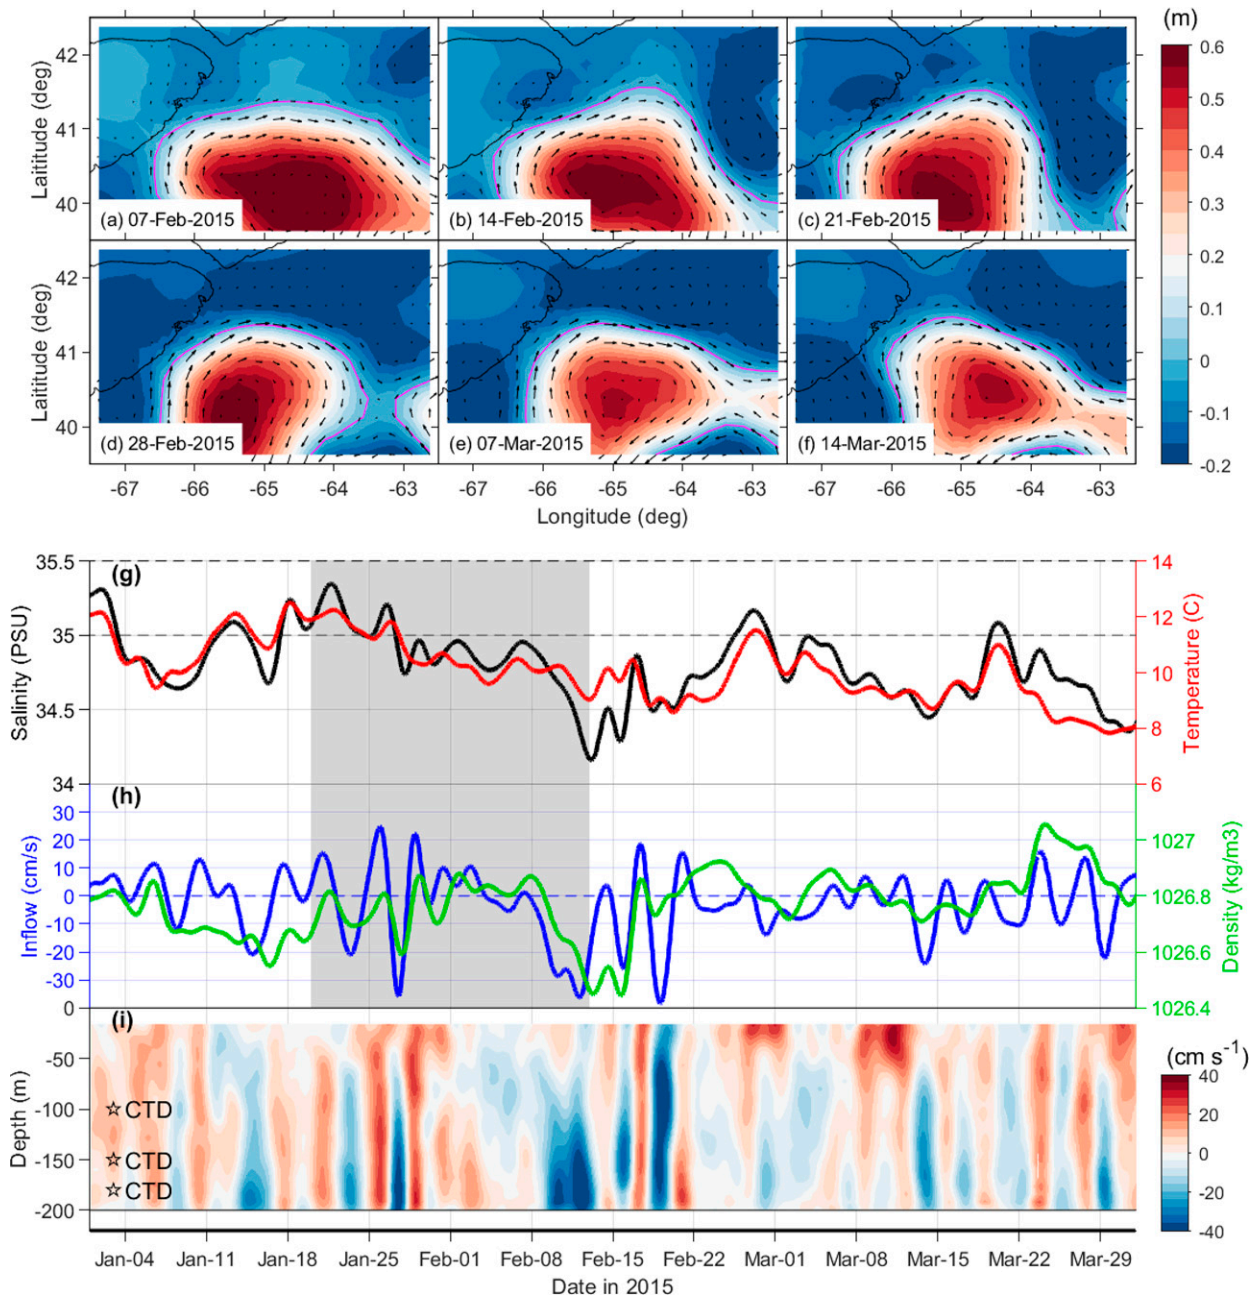 (m)
42
41
40
Laitiude (deg)
(a) 07-Feb-2015
(b) 14-Feb-2015
(c) 21-Feb-2015
42
41
40
Laitiude (deg)
(d) 28-Feb-2015
(e) 07-Mar-2015
(f) 14-Mar-2015
0.6
0.5
0.4
0.3
0.2
0.1
0
-0.1
-0.2
-67 -66 -65 -64 -63 -67 -66 -65 -64 -63 -67 -66 -65 -64 -63
Longitude (deg)
(g)
35.5
35
34.5
34
Salinity (PSU)
14
12
10
8
6
Temperature (C)
(h)
30
20
10
0
-10
-20
-30
Inflow (cm/s)
1027
1026.8
1026.6
1026.4
Density (kg/m3)
(i)
0
-50
-100
-150
-200
Depth (m)
CTD
CTD
CTD
(cm s-1)
40
20
0
-20
-40
Jan-04 Jan-11 Jan-18 Jan-25 Feb-01 Feb-08 Feb-15 Feb-22 Mar-01 Mar-08 Mar-15 Mar-22 Mar-29
Date in 2015